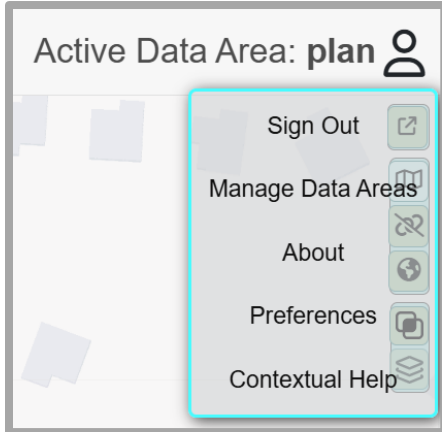 Active Data Area: plan
Sign Out
Manage Data Areas
About
Preferences
Contextual Help